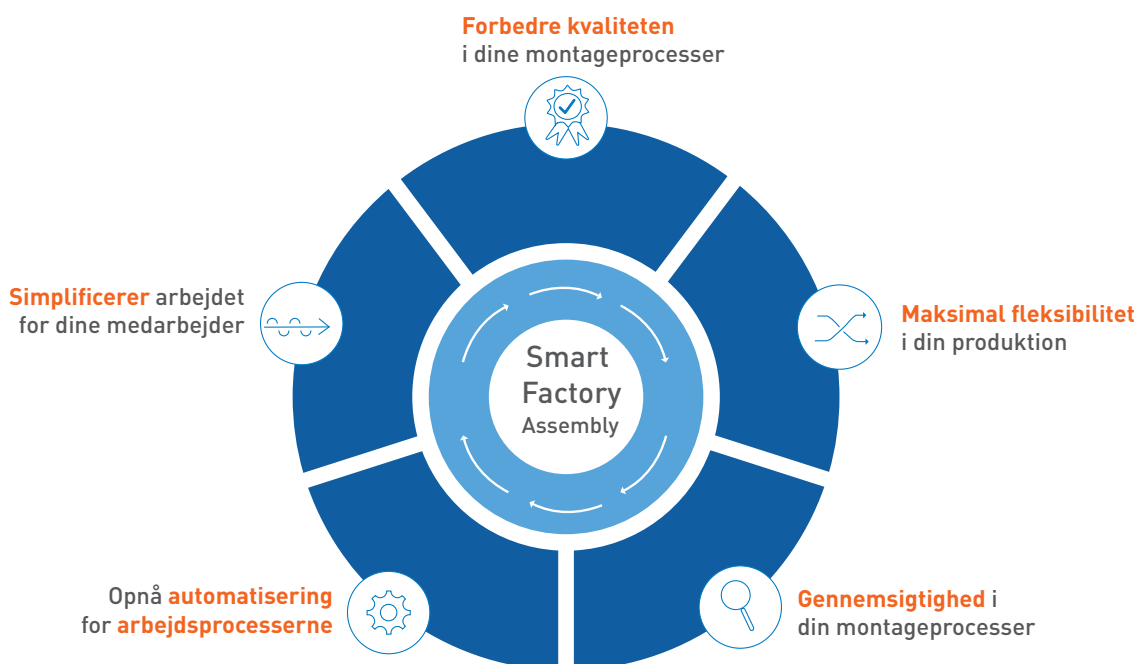 Forbedre kvaliteten
i dine montageprocesser
Simplificerer arbejdet
for dine medarbejder
Maksimal fleksibilitet
i din produktion
Smart
Factory
Assembly
Opnå automatisering
for arbejdsprocesserne
Gennemsigtighed i
din montageprocesser